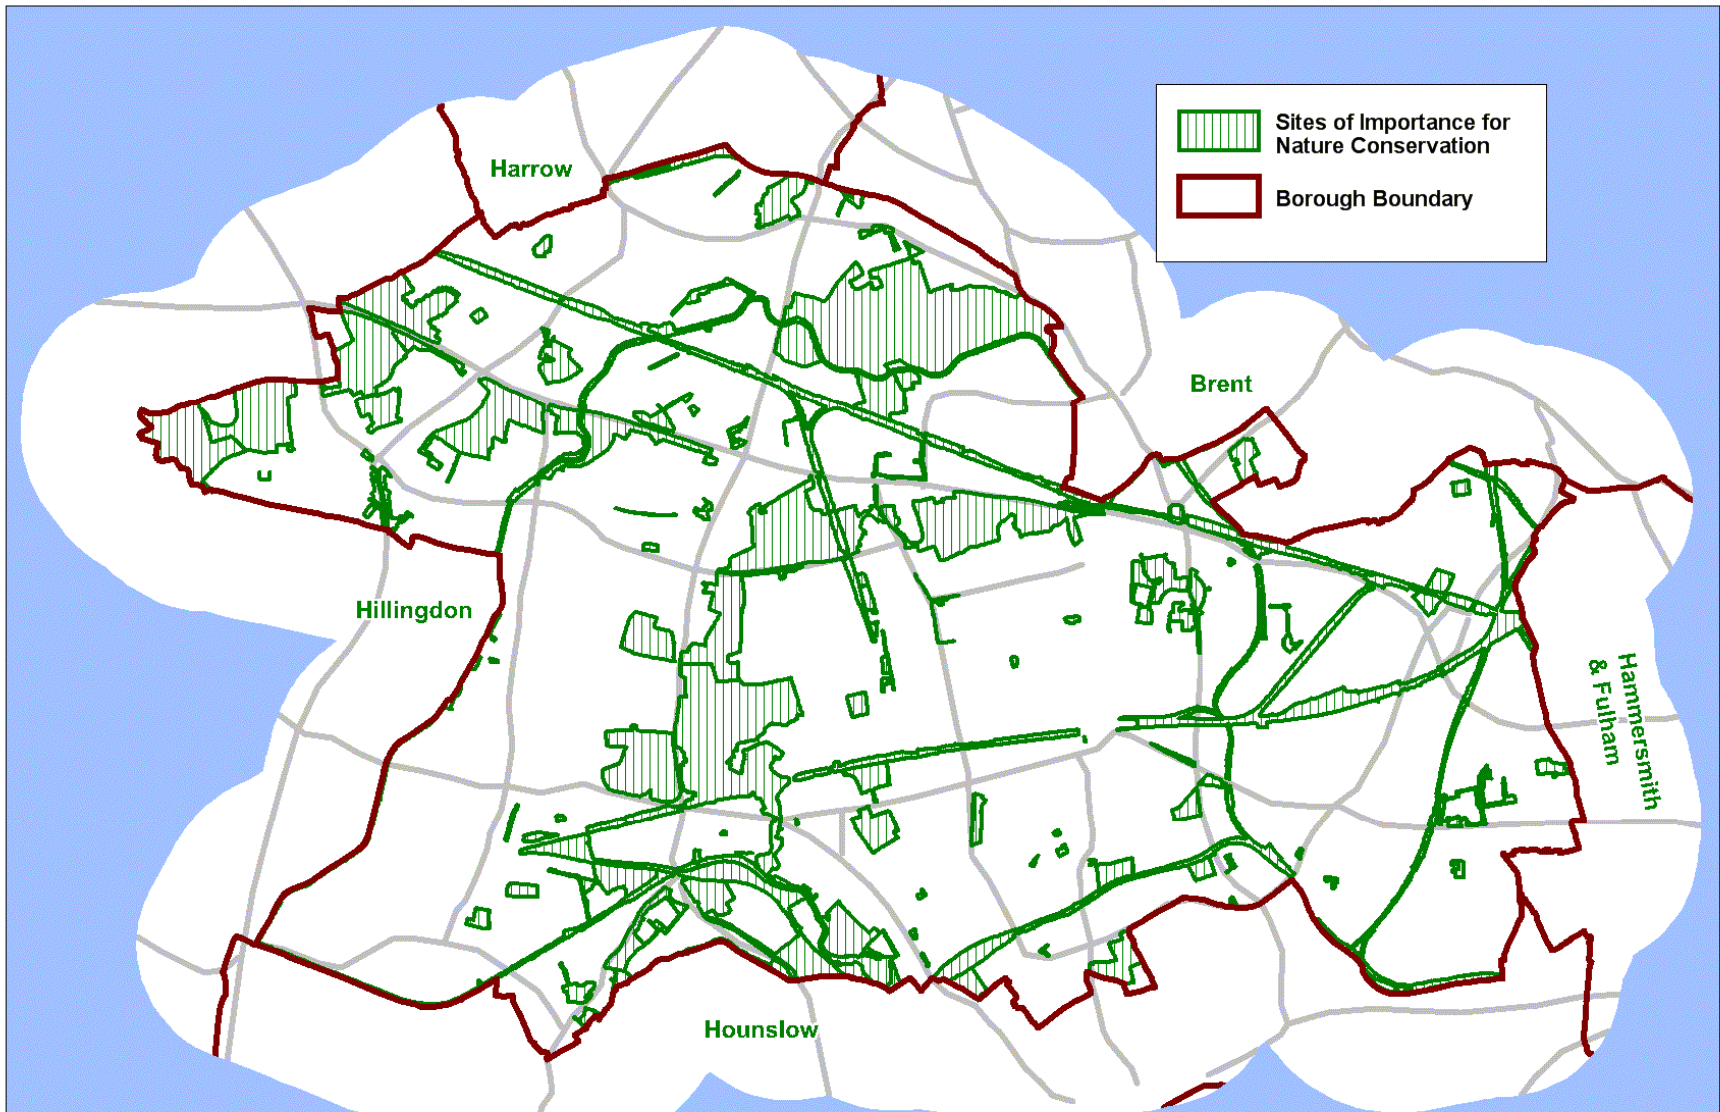 Sites of Importance for
Nature Conservation
Borough Boundary
Harrow
Brent
Hillingdon
Hammersmith
& Fulham
Hounslow